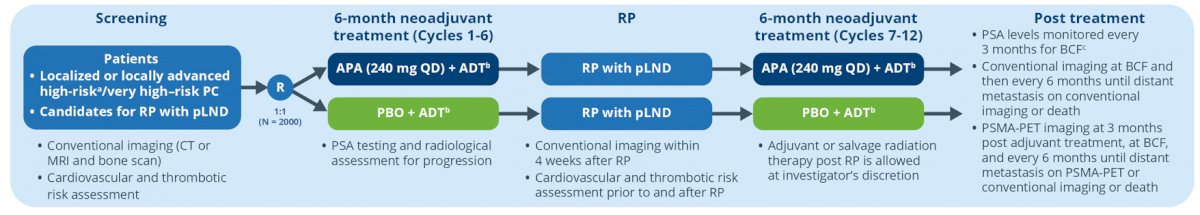 Screening
Patients
• Localized or locally advanced
high-riskᵃ/very high–risk PC
• Candidates for RP with pLND
• Conventional imaging (CT or
MRI and bone scan)
• Cardiovascular and thrombotic
risk assessment
R
1:1
(N = 2000)
6-month neoadjuvant
treatment (Cycles 1-6)
APA (240 mg QD) + ADTᵇ
PBO + ADTᵇ
• PSA testing and radiological
assessment for progression
RP
RP with pLND
RP with pLND
• Conventional imaging within
4 weeks after RP
• Cardiovascular and thrombotic risk
assessment prior to and after RP
6-month neoadjuvant
treatment (Cycles 7-12)
APA (240 mg QD) + ADTᵇ
PBO + ADTᵇ
• Adjuvant or salvage radiation
therapy post RP is allowed
at investigator’s discretion
Post treatment
• PSA levels monitored every
3 months for BCFᶜ
• Conventional imaging at BCF and
then every 6 months until distant
metastasis on conventional
imaging or death
• PSMA-PET imaging at 3 months
post adjuvant treatment, at BCF,
and every 6 months until distant
metastasis on PSMA-PET or
conventional imaging or death